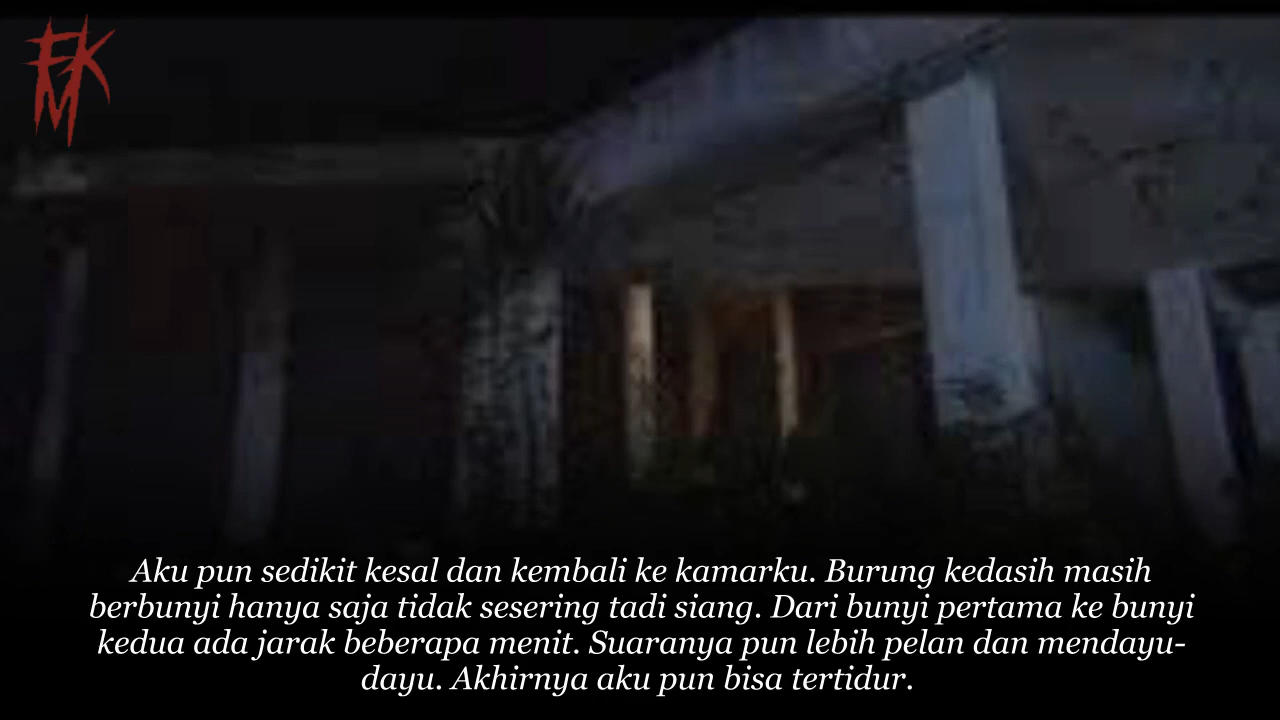 FKM
Aku pun sedikit kesal dan kembali ke kamarku. Burung kedasih masih
berbunyi hanya saja tidak sesering tadi siang. Dari bunyi pertama ke bunyi
kedua ada jarak beberapa menit. Suaranya pun lebih pelan dan mendayu-
dayu. Akhirnya aku pun bisa tertidur.